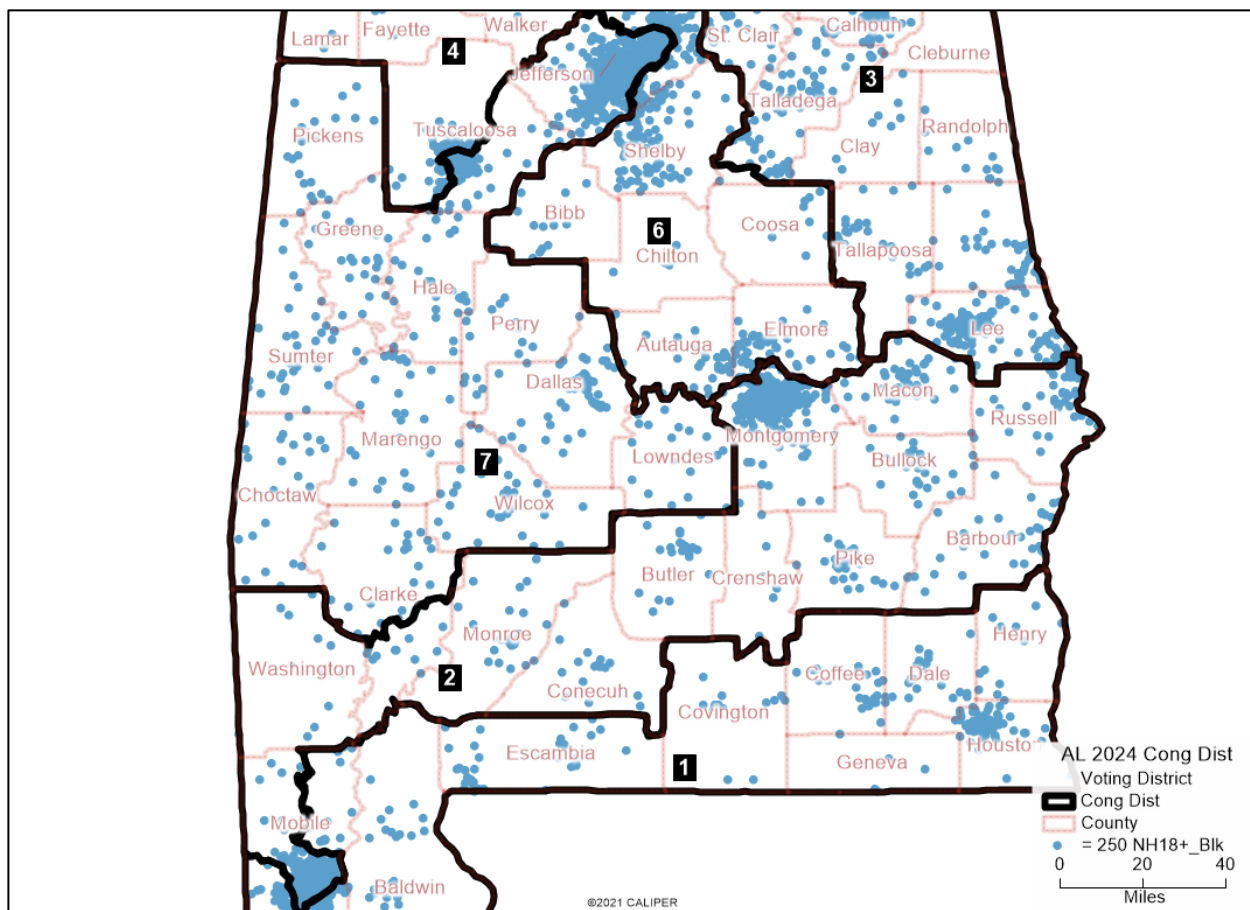 Lamar
Fayette
Walker
4
Jefferson
St. Clair
Calhoun
Cleburne
3
Talladega
Randolph
Clay
Pickens
Tuscaloosa
Shelby
Greene
Bibb
6
Chilton
Coosa
Tallapoosa
Hale
Perry
Sumter
Autauga
Elmore
Lee
Dallas
Macon
Russell
Marengo
Lowndes
Montgomery
Bullock
7
Choctaw
Wilcox
Barbour
Clarke
Butler
Crenshaw
Pike
Washington
Monroe
Henry
2
Conecuh
Covington
Coffee
Dale
Escambia
1
Geneva
Housto
Mobile
Baldwin
AL 2024 Cong Dist
Voting District
Cong Dist
County
= 250 NH18+_Blk
0 20 40
Miles
©2021 CALIPER